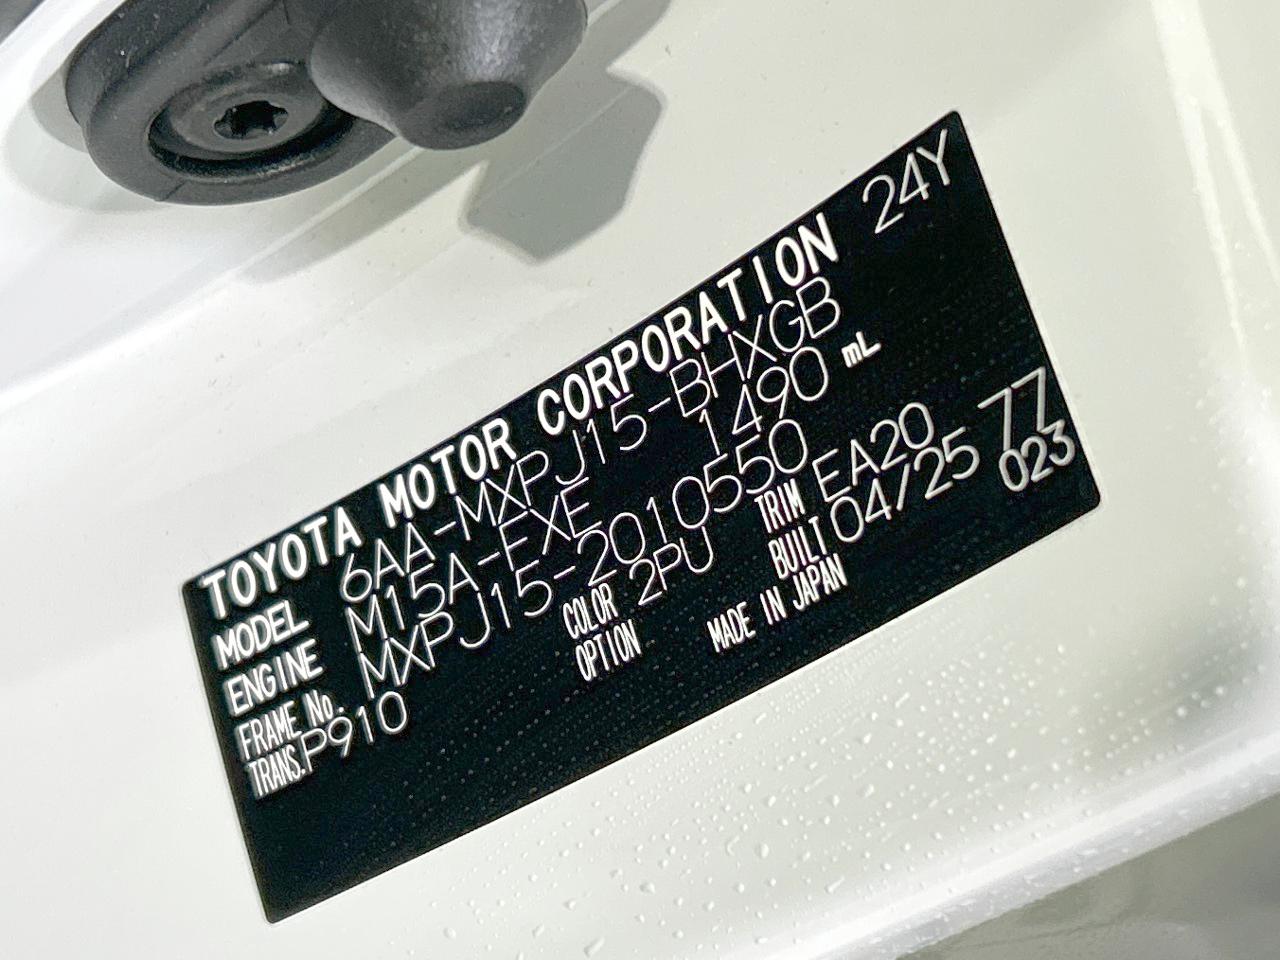 TOYOTA MOTOR CORPORATION 24Y
MODEL 6AA-MXPJ15-BHXGB
ENGINE M15A-FXE 1490 mL
FRAME No. MXPJ15-2010550
TRANS. P910 COLOR 2PU TRIM EA20 77
OPTION BUILT 04/25 023
MADE IN JAPAN